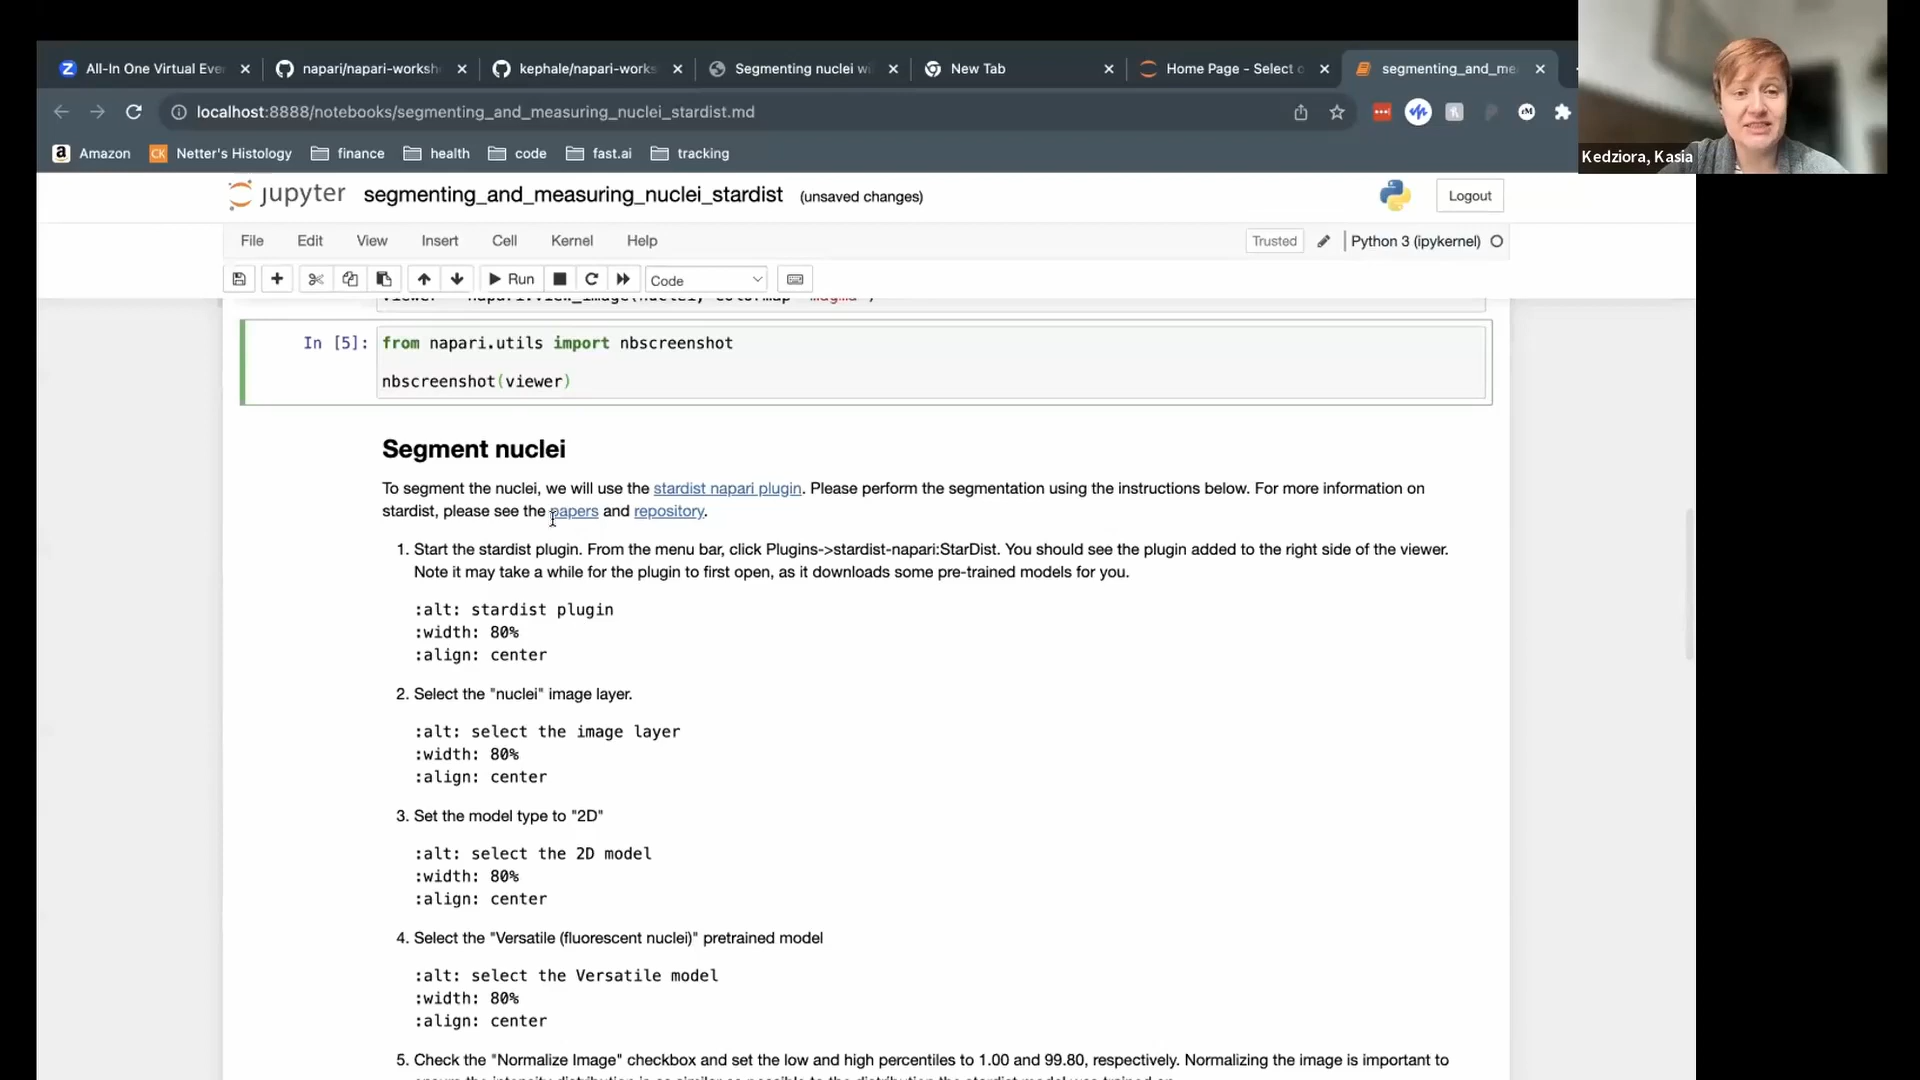 All-In One Virtual Eve
napari/napari-worksh
kephale/napari-works
Segmenting nuclei wi
New Tab
Home Page - Select o
segmenting_and_me
localhost:8888/notebooks/segmenting_and_measuring_nuclei_stardist.md
Kedziora, Kasia
Amazon
CK Netter's Histology
finance
health
code
fast.ai
tracking
jupyter segmenting_and_measuring_nuclei_stardist (unsaved changes)
Logout
File Edit View Insert Cell Kernel Help
Trusted
Python 3 (ipykernel)
Run
Code
In [5]: from napari.utils import nbscreenshot
nbscreenshot(viewer)
Segment nuclei
To segment the nuclei, we will use the stardist napari plugin. Please perform the segmentation using the instructions below. For more information on
stardist, please see the papers and repository.
1. Start the stardist plugin. From the menu bar, click Plugins->stardist-napari:StarDist. You should see the plugin added to the right side of the viewer.
Note it may take a while for the plugin to first open, as it downloads some pre-trained models for you.
:alt: stardist plugin
:width: 80%
:align: center
2. Select the "nuclei" image layer.
:alt: select the image layer
:width: 80%
:align: center
3. Set the model type to "2D"
:alt: select the 2D model
:width: 80%
:align: center
4. Select the "Versatile (fluorescent nuclei)" pretrained model
:alt: select the Versatile model
:width: 80%
:align: center
5. Check the "Normalize Image" checkbox and set the low and high percentiles to 1.00 and 99.80, respectively. Normalizing the image is important to